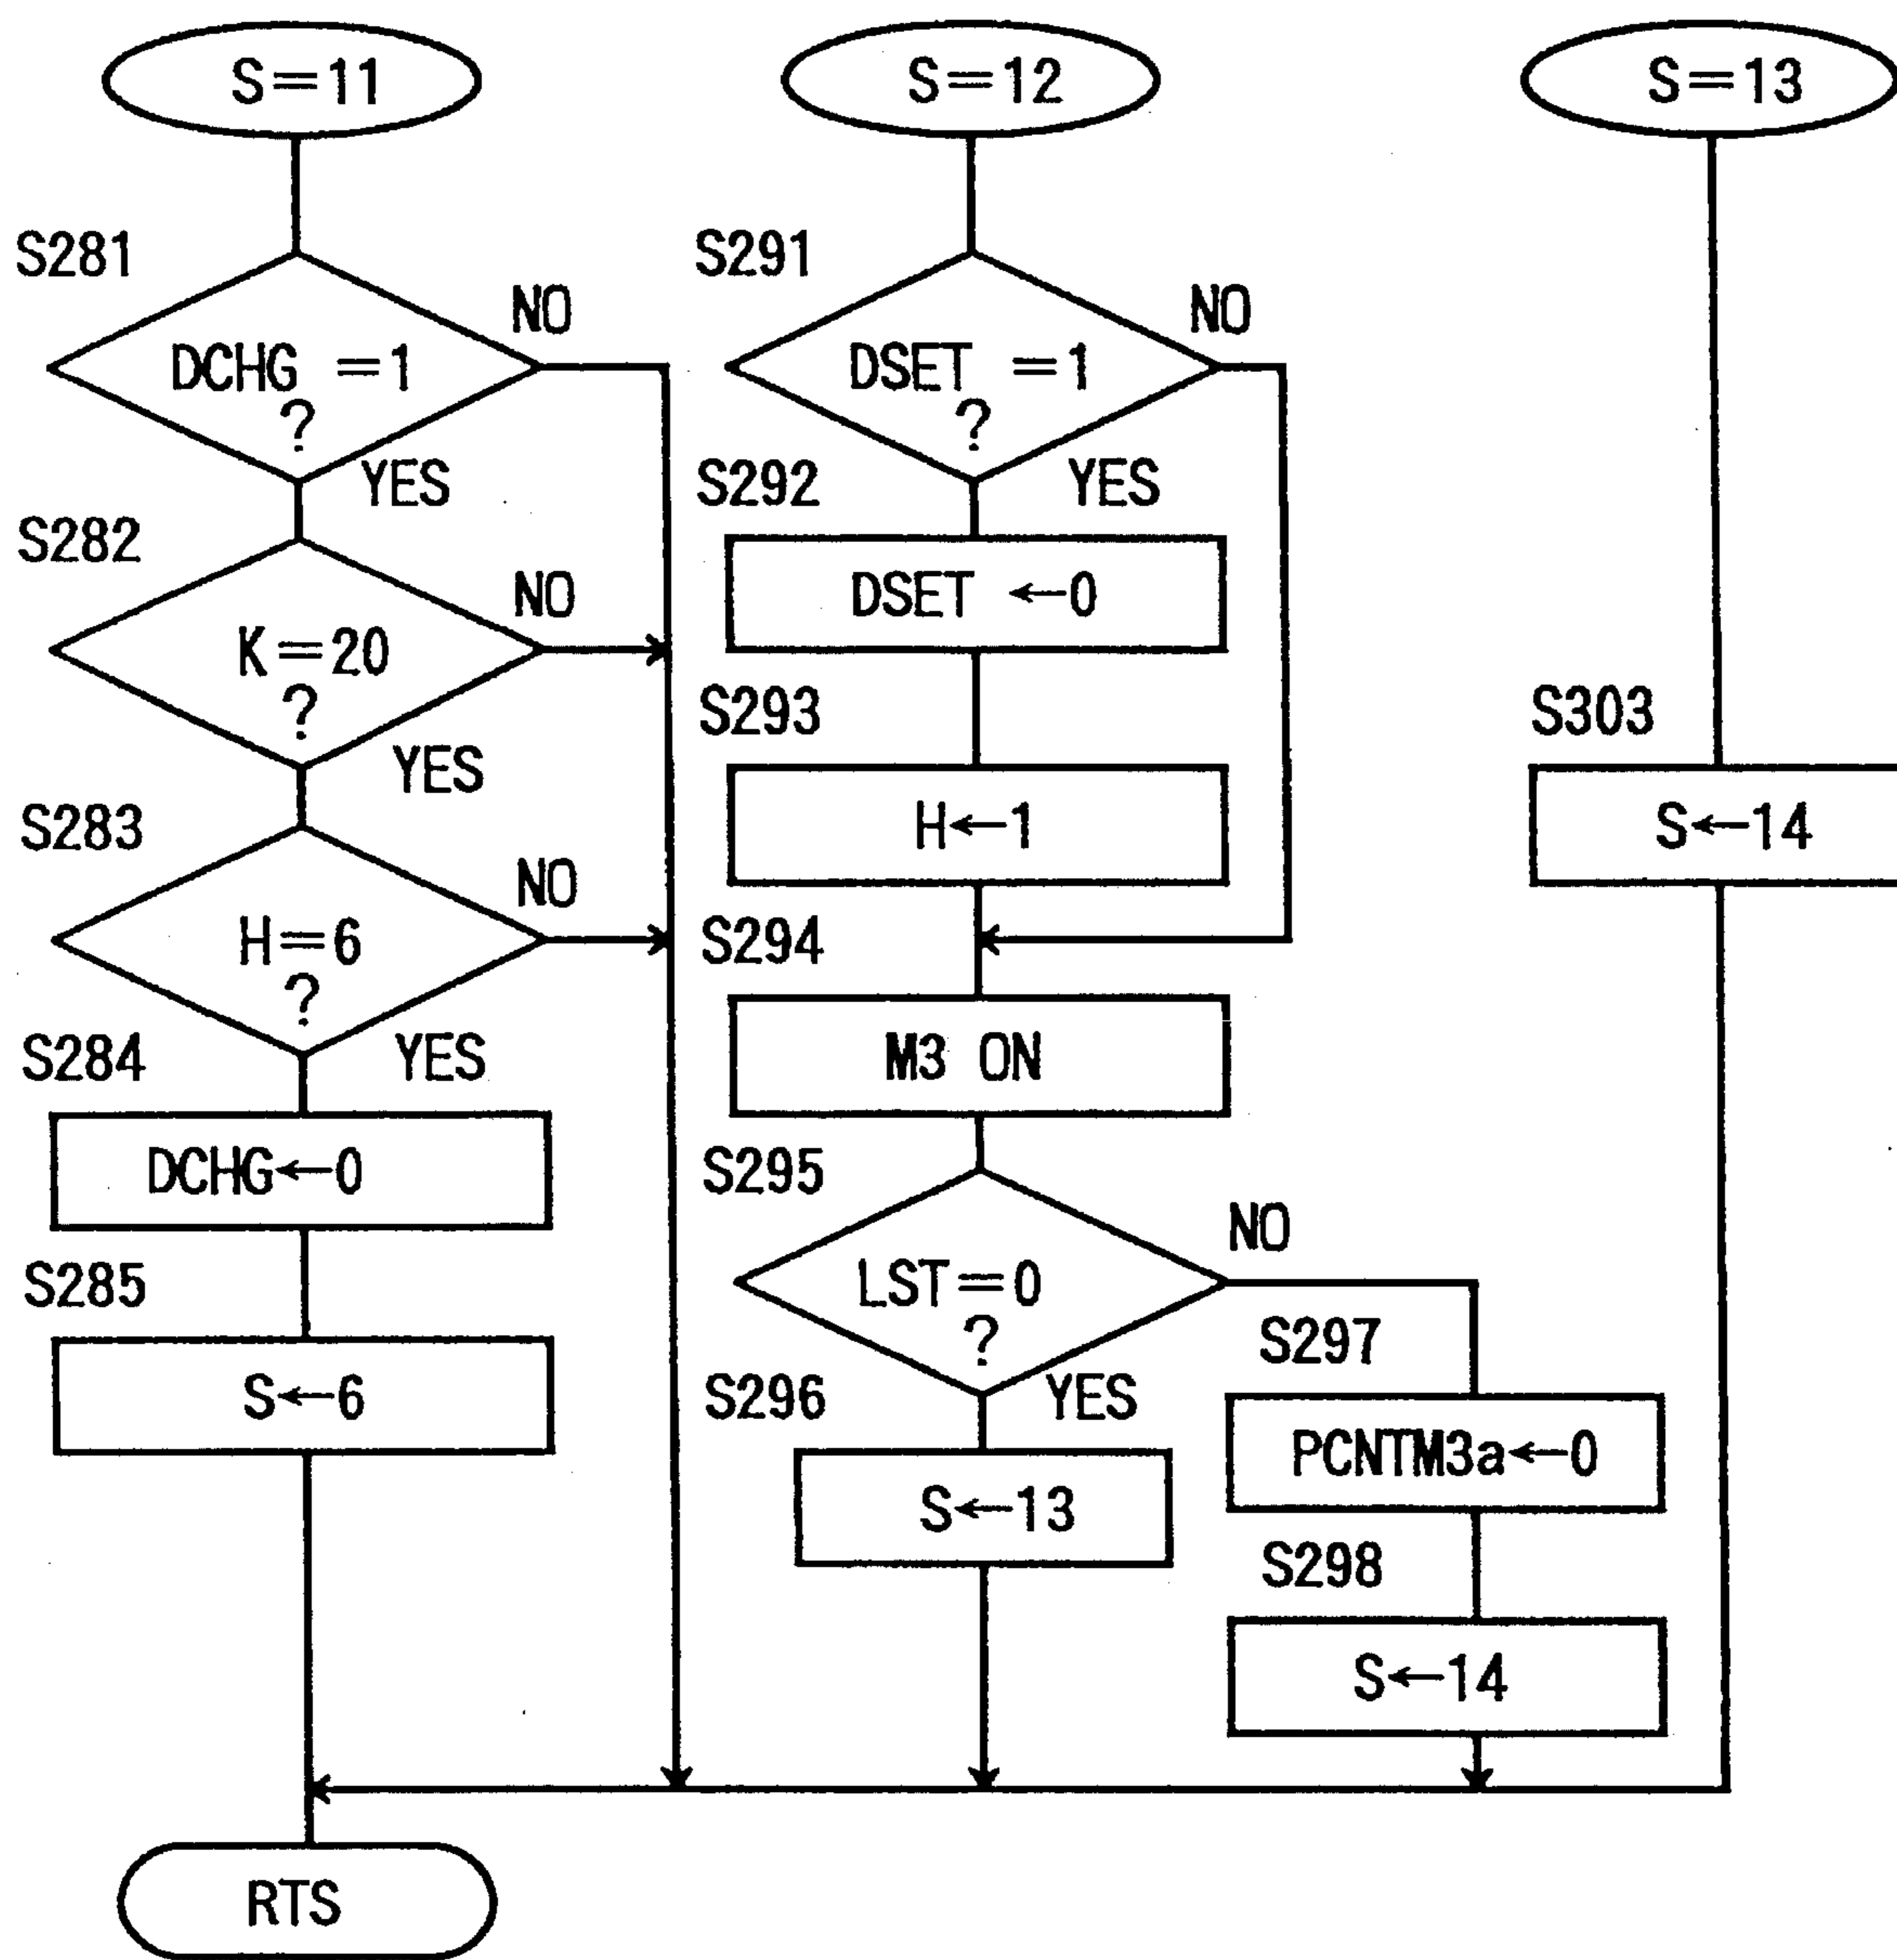 S=11
S281
DCHG =1
?
NO
YES
S282
K=20
?
NO
YES
S283
H=6
?
NO
YES
S284
DCHG←0
S285
S←6
RTS
S=12
S291
DSET =1
?
NO
YES
S292
DSET ←0
S293
H←1
S294
M3 ON
S295
LST=0
?
NO
YES
S296
S←13
S297
PCNTM3a←0
S298
S←14
S=13
S303
S←14